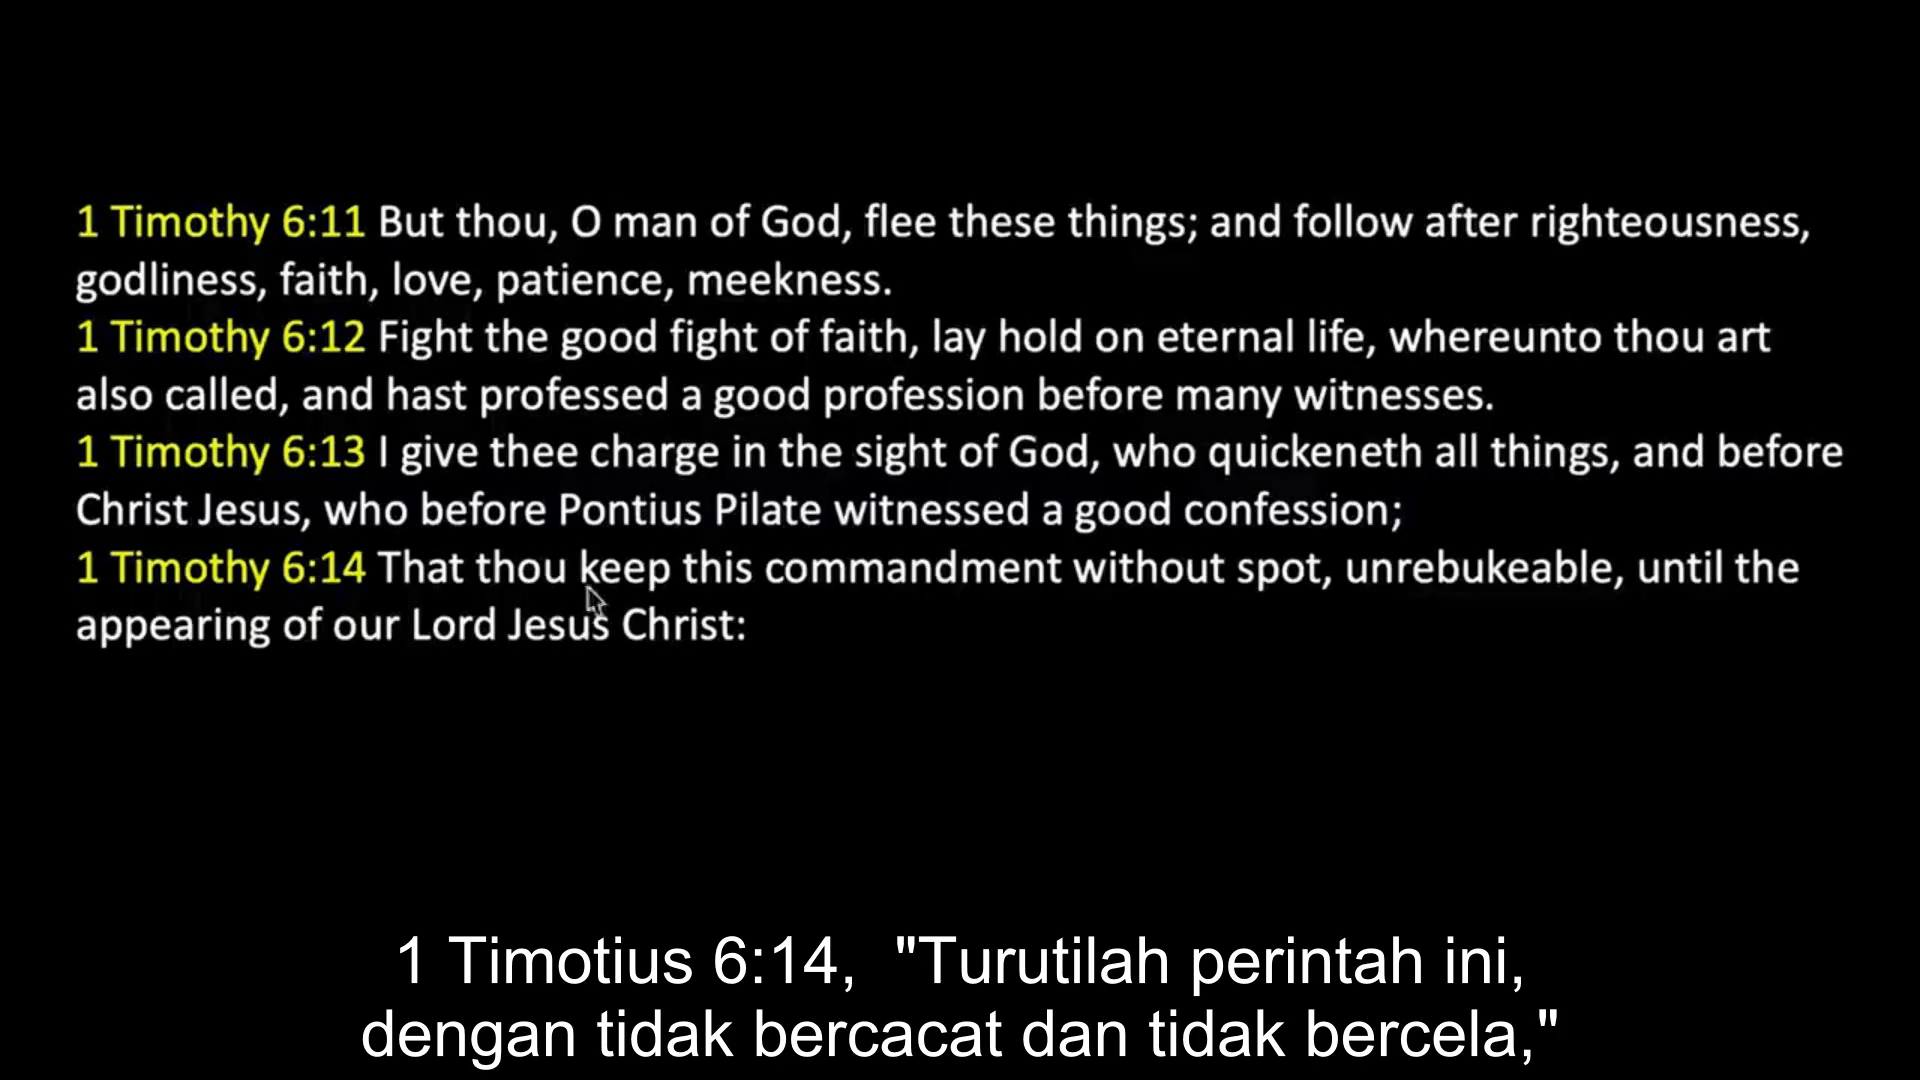 1 Timothy 6:11 But thou, O man of God, flee these things; and follow after righteousness,
godliness, faith, love, patience, meekness.
1 Timothy 6:12 Fight the good fight of faith, lay hold on eternal life, whereunto thou art
also called, and hast professed a good profession before many witnesses.
1 Timothy 6:13 I give thee charge in the sight of God, who quickeneth all things, and before
Christ Jesus, who before Pontius Pilate witnessed a good confession;
1 Timothy 6:14 That thou keep this commandment without spot, unrebukeable, until the
appearing of our Lord Jesus Christ:
1 Timotius 6:14, "Turutilah perintah ini,
dengan tidak bercacat dan tidak bercela,"